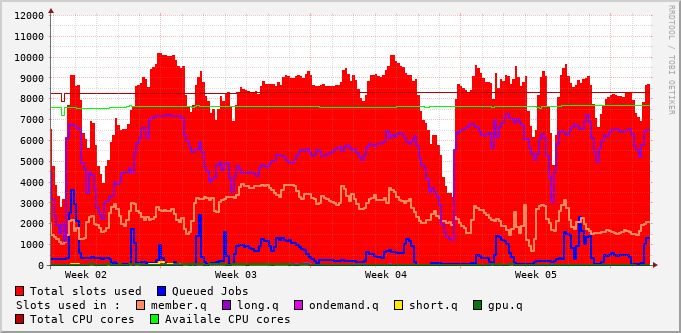 12000
11000
10000
9000
8000
7000
6000
5000
4000
3000
2000
1000
0
Week 02 Week 03 Week 04 Week 05
RRDTOOL / TOBI OETIKER
Total slots used Queued Jobs
Slots used in : member.q long.q ondemand.q short.q gpu.q
Total CPU cores Availale CPU cores